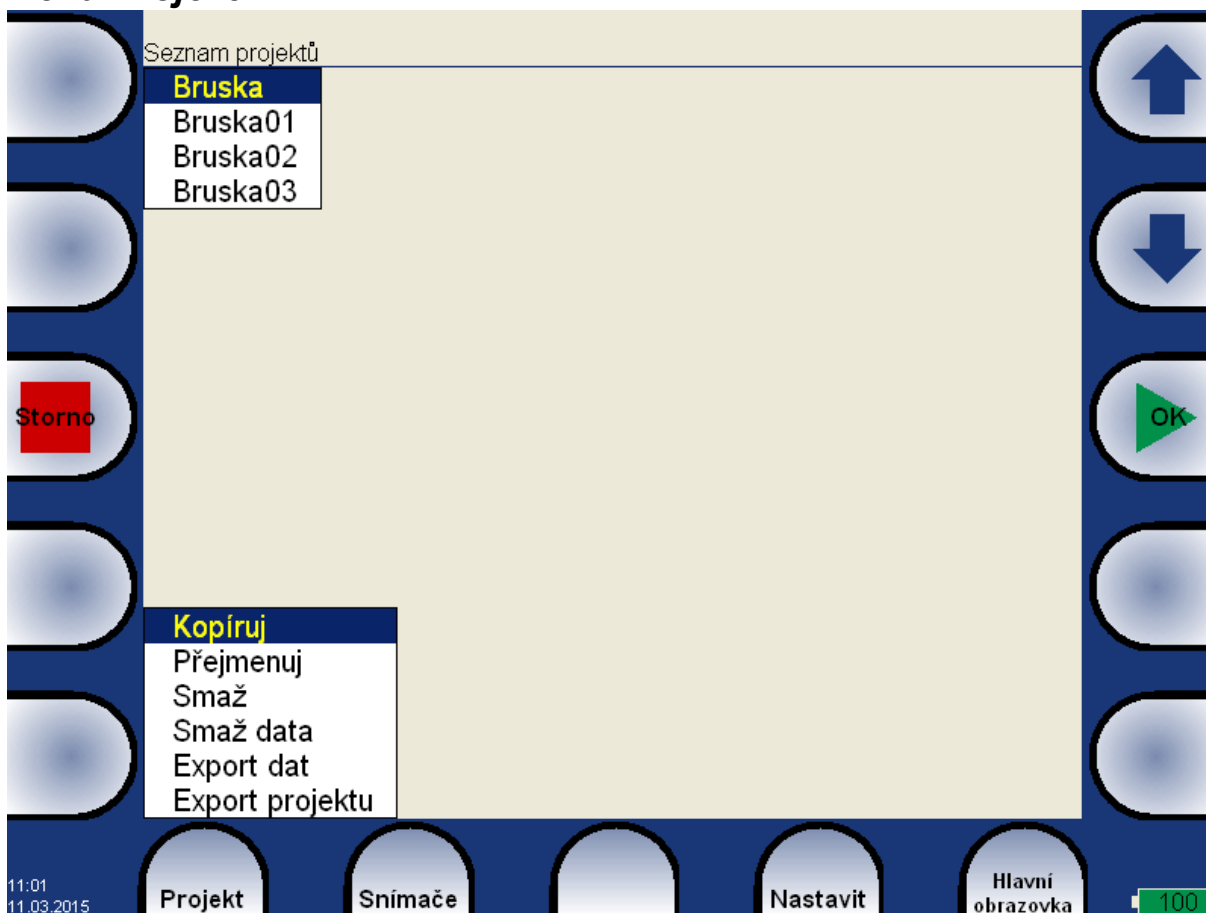 Seznam projektů
Bruska
Bruska01
Bruska02
Bruska03
Storno
OK
Kopíruj
Přejmenuj
Smaž
Smaž data
Export dat
Export projektu
11:01
11.03.2015
Projekt
Snímače
Nastavit
Hlavní
obrazovka
100